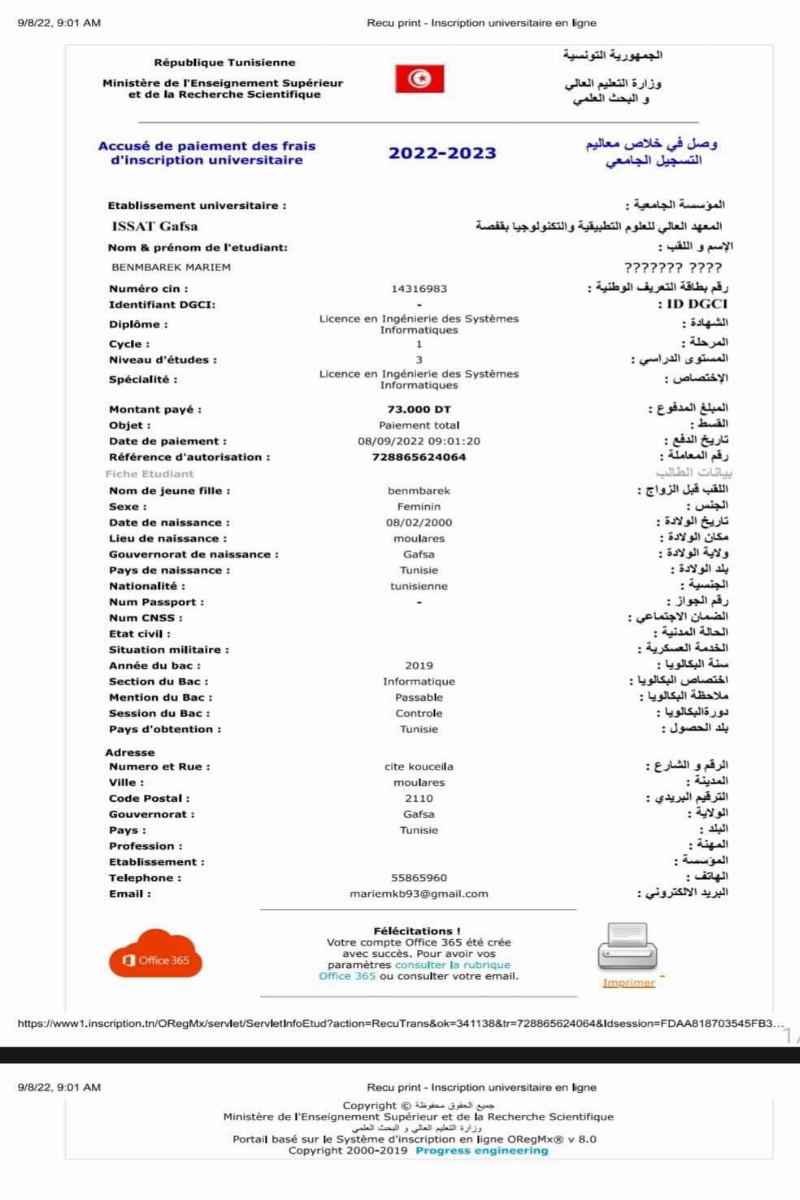 9/8/22, 9:01 AM Recu print - Inscription universitaire en ligne
République Tunisienne الجمهورية التونسية
Ministère de l'Enseignement Supérieur وزارة التعليم العالي
et de la Recherche Scientifique و البحث العلمي
Accusé de paiement des frais 2022-2023 وصل في خلاص معاليم
d'inscription universitaire التسجيل الجامعي
Etablissement universitaire : المؤسسة الجامعية :
ISSAT Gafsa المعهد العالي للعلوم التطبيقية والتكنولوجيا بقفصة
Nom & prénom de l'etudiant: الإسم و اللقب :
BENMBAREK MARIEM ??????? ????
Numéro cin : 14316983 رقم بطاقة التعريف الوطنية :
Identifiant DGCI: - : ID DGCI
Diplôme : Licence en Ingénierie des Systèmes الشهادة :
Informatiques
Cycle : 1 المرحلة :
Niveau d'études : 3 المستوى الدراسي :
Spécialité : Licence en Ingénierie des Systèmes الإختصاص :
Informatiques
Montant payé : 73.000 DT المبلغ المدفوع :
Objet : Paiement total القسط :
Date de paiement : 08/09/2022 09:01:20 تاريخ الدفع :
Référence d'autorisation : 728865624064 رقم المعاملة :
Fiche Etudiant بيانات الطالب
Nom de jeune fille : benmbarek اللقب قبل الزواج :
Sexe : Feminin الجنس :
Date de naissance : 08/02/2000 تاريخ الولادة :
Lieu de naissance : moulares مكان الولادة :
Gouvernorat de naissance : Gafsa ولاية الولادة :
Pays de naissance : Tunisie بلد الولادة :
Nationalité : tunisienne الجنسية :
Num Passport : - رقم الجواز :
Num CNSS : الضمان الاجتماعي :
Etat civil : الحالة المدنية :
Situation militaire : الخدمة العسكرية :
Année du bac : 2019 سنة البكالويا :
Section du Bac : Informatique اختصاص البكالويا :
Mention du Bac : Passable ملاحظة البكالويا :
Session du Bac : Controle دورةالبكالويا :
Pays d'obtention : Tunisie بلد الحصول :
Adresse
Numero et Rue : cite kouceila الرقم و الشارع :
Ville : moulares المدينة :
Code Postal : 2110 الترقيم البريدي :
Gouvernorat : Gafsa الولاية :
Pays : Tunisie البلد :
Profession : المهنة :
Etablissement : المؤسسة :
Telephone : 55865960 الهاتف :
Email : mariemkb93@gmail.com البريد الالكتروني :
Office 365
Félécitations !
Votre compte Office 365 été crée
avec succès. Pour avoir vos
paramètres consulter la rubrique
Office 365 ou consulter votre email.
Imprimer
https://www1.inscription.tn/ORegMx/servlet/ServletInfoEtud?action=RecuTrans&ok=341138&tr=728865624064&Idsession=FDAA818703545FB3...
1/
9/8/22, 9:01 AM Recu print - Inscription universitaire en ligne
Copyright © جميع الحقوق محفوظة
Ministère de l'Enseignement Supérieur et de la Recherche Scientifique
وزارة التعليم العالي و البحث العلمي
Portail basé sur le Système d'inscription en ligne ORegMx® v 8.0
Copyright 2000-2019 Progress engineering